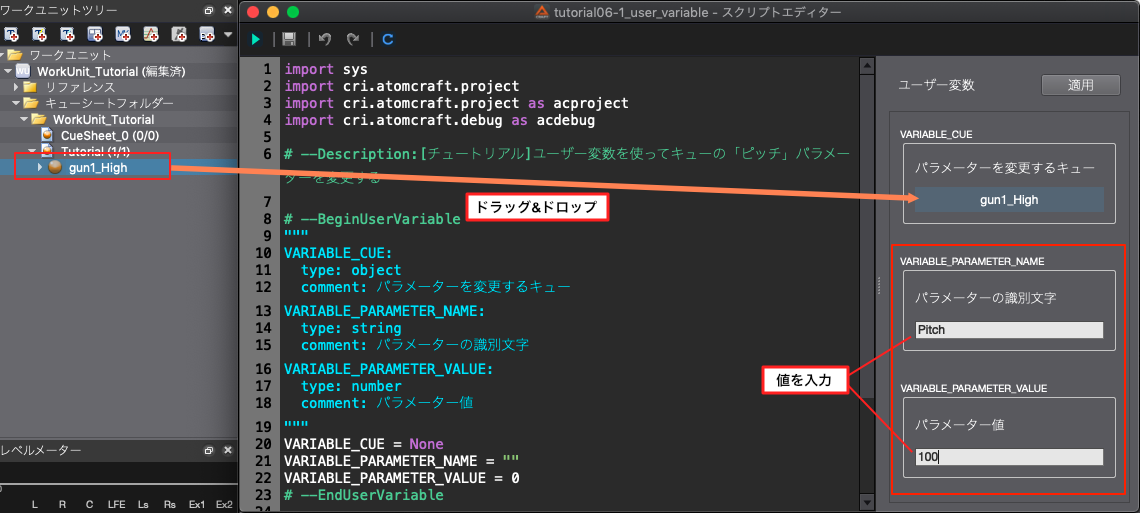 ワークユニットツリー
ワークユニット
WorkUnit_Tutorial (編集済)
リファレンス
キューシートフォルダー
WorkUnit_Tutorial
CueSheet_0 (0/0)
Tutorial (1/1)
gun1_High
レベルメーター
0
L R C LFE Ls Rs Ex1 Ex2
tutorial06-1_user_variable - スクリプトエディター
1 import sys
2 import cri.atomcraft.project
3 import cri.atomcraft.project as acproject
4 import cri.atomcraft.debug as acdebug
5
6 # --Description:[チュートリアル]ユーザー変数を使ってキューの「ピッチ」パラメー
ターを変更する
7
8 # --BeginUserVariable
9 """
10 VARIABLE_CUE:
11 type: object
12 comment: パラメーターを変更するキュー
13 VARIABLE_PARAMETER_NAME:
14 type: string
15 comment: パラメーターの識別文字
16 VARIABLE_PARAMETER_VALUE:
17 type: number
18 comment: パラメーター値
19 """
20 VARIABLE_CUE = None
21 VARIABLE_PARAMETER_NAME = ""
22 VARIABLE_PARAMETER_VALUE = 0
23 # --EndUserVariable
ドラッグ&ドロップ
ユーザー変数
適用
VARIABLE_CUE
パラメーターを変更するキュー
gun1_High
VARIABLE_PARAMETER_NAME
パラメーターの識別文字
Pitch
値を入力
VARIABLE_PARAMETER_VALUE
パラメーター値
100